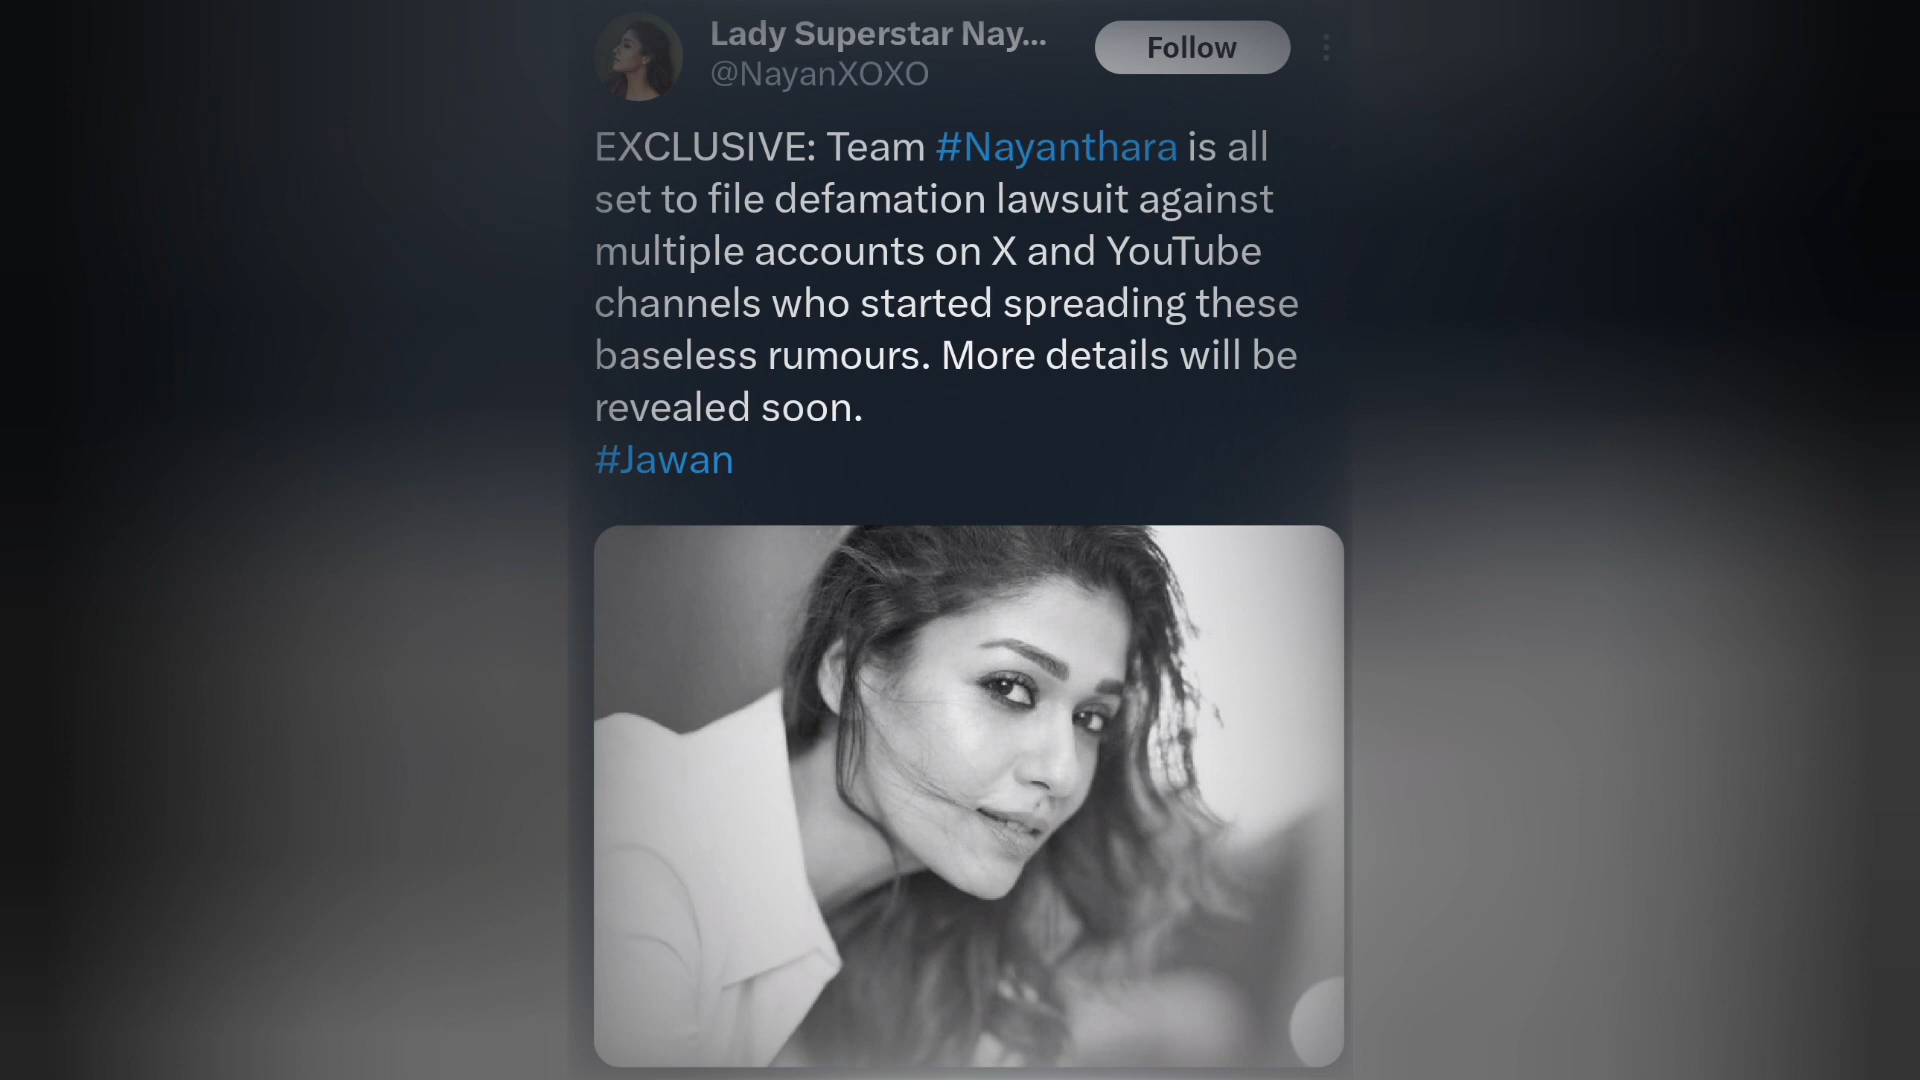 Lady Superstar Nay...
@NayanXOXO
Follow
EXCLUSIVE: Team #Nayanthara is all
set to file defamation lawsuit against
multiple accounts on X and YouTube
channels who started spreading these
baseless rumours. More details will be
revealed soon.
#Jawan